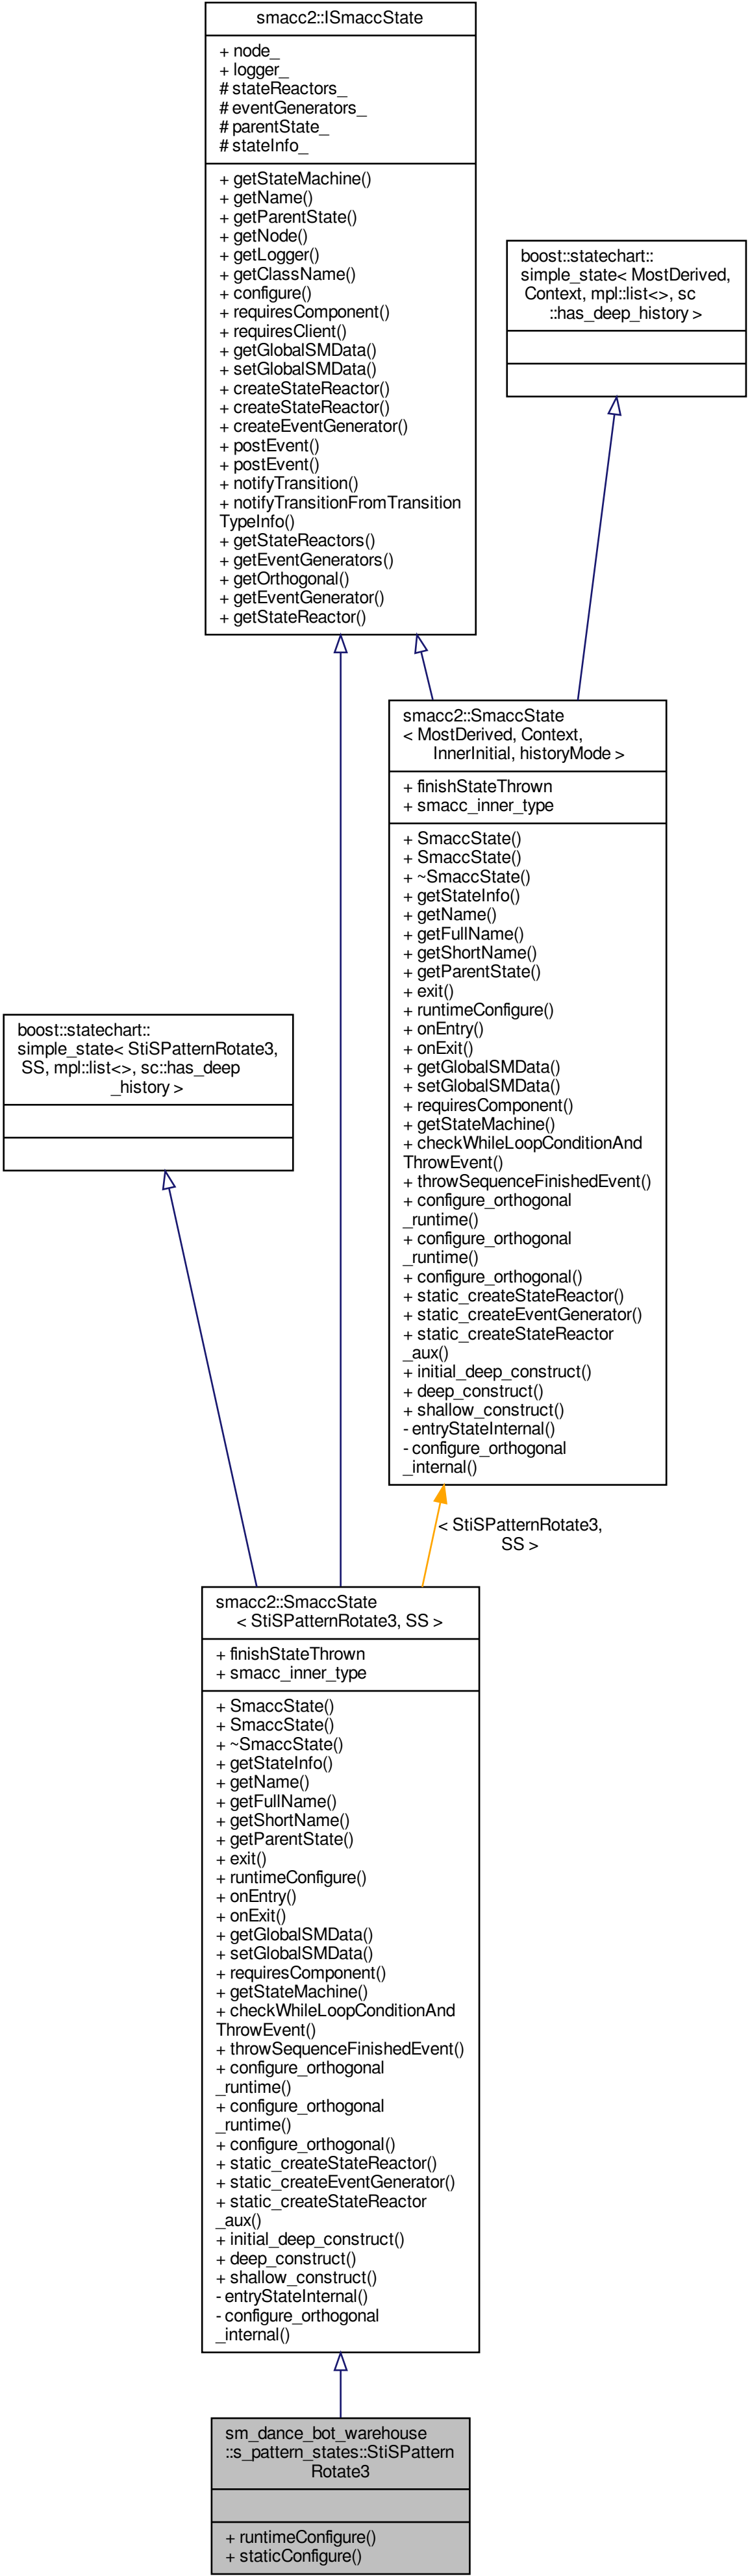 smacc2::ISmaccState
+ node_
+ logger_
# stateReactors_
# eventGenerators_
# parentState_
# stateInfo_
+ getStateMachine()
+ getName()
+ getParentState()
+ getNode()
+ getLogger()
+ getClassName()
+ configure()
+ requiresComponent()
+ requiresClient()
+ getGlobalSMData()
+ setGlobalSMData()
+ createStateReactor()
+ createStateReactor()
+ createEventGenerator()
+ postEvent()
+ postEvent()
+ notifyTransition()
+ notifyTransitionFromTransition
TypeInfo()
+ getStateReactors()
+ getEventGenerators()
+ getOrthogonal()
+ getEventGenerator()
+ getStateReactor()
boost::statechart::
simple_state< MostDerived,
Context, mpl::list<>, sc
::has_deep_history >
smacc2::SmaccState
< MostDerived, Context,
InnerInitial, historyMode >
+ finishStateThrown
+ smacc_inner_type
+ SmaccState()
+ SmaccState()
+ ~SmaccState()
+ getStateInfo()
+ getName()
+ getFullName()
+ getShortName()
+ getParentState()
+ exit()
+ runtimeConfigure()
+ onEntry()
+ onExit()
+ getGlobalSMData()
+ setGlobalSMData()
+ requiresComponent()
+ getStateMachine()
+ checkWhileLoopConditionAnd
ThrowEvent()
+ throwSequenceFinishedEvent()
+ configure_orthogonal
_runtime()
+ configure_orthogonal
_runtime()
+ configure_orthogonal()
+ static_createStateReactor()
+ static_createEventGenerator()
+ static_createStateReactor
_aux()
+ initial_deep_construct()
+ deep_construct()
+ shallow_construct()
- entryStateInternal()
- configure_orthogonal
_internal()
boost::statechart::
simple_state< StiSPatternRotate3,
SS, mpl::list<>, sc::has_deep
_history >
< StiSPatternRotate3,
SS >
smacc2::SmaccState
< StiSPatternRotate3, SS >
+ finishStateThrown
+ smacc_inner_type
+ SmaccState()
+ SmaccState()
+ ~SmaccState()
+ getStateInfo()
+ getName()
+ getFullName()
+ getShortName()
+ getParentState()
+ exit()
+ runtimeConfigure()
+ onEntry()
+ onExit()
+ getGlobalSMData()
+ setGlobalSMData()
+ requiresComponent()
+ getStateMachine()
+ checkWhileLoopConditionAnd
ThrowEvent()
+ throwSequenceFinishedEvent()
+ configure_orthogonal
_runtime()
+ configure_orthogonal
_runtime()
+ configure_orthogonal()
+ static_createStateReactor()
+ static_createEventGenerator()
+ static_createStateReactor
_aux()
+ initial_deep_construct()
+ deep_construct()
+ shallow_construct()
- entryStateInternal()
- configure_orthogonal
_internal()
sm_dance_bot_warehouse
::s_pattern_states::StiSPattern
Rotate3
+ runtimeConfigure()
+ staticConfigure()